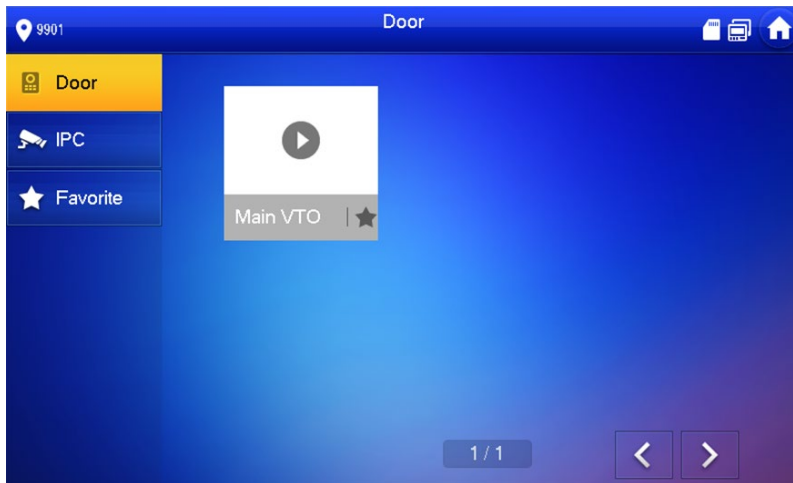 9901
Door
Door
IPC
Favorite
Main VTO
1 / 1